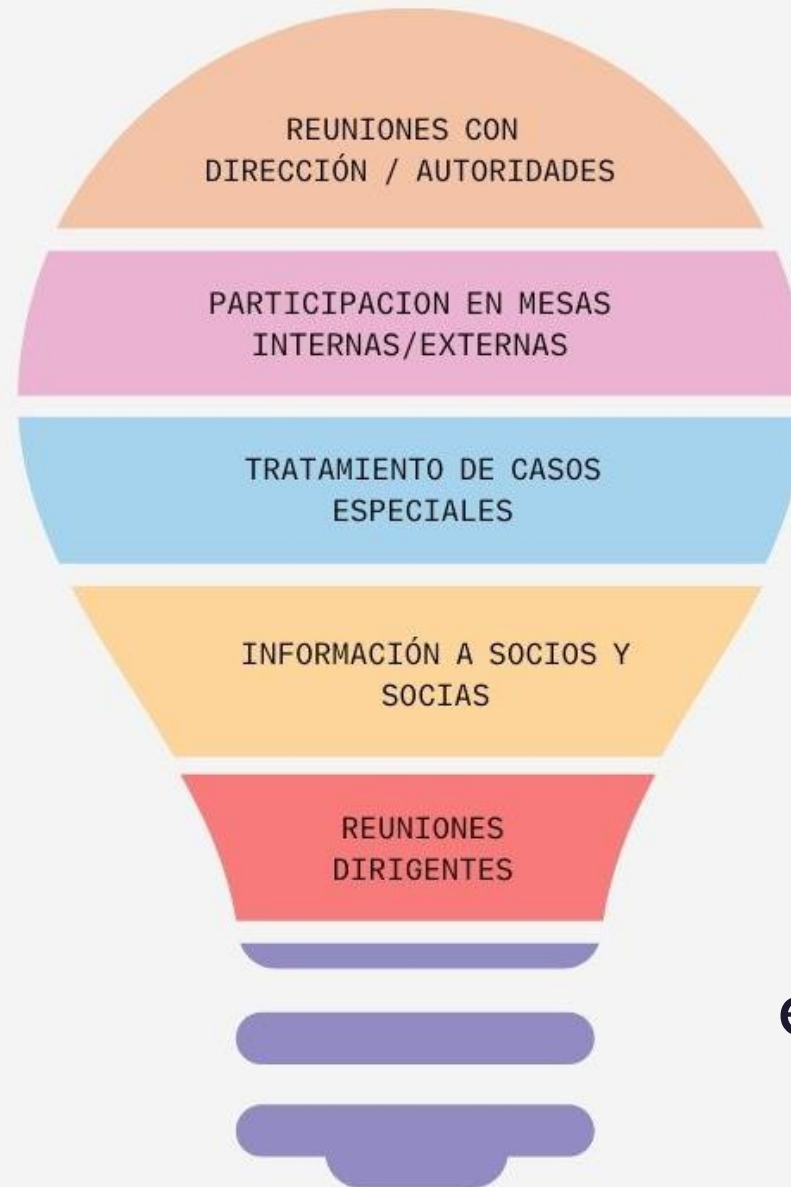 REUNIONES CON
DIRECCIÓN / AUTORIDADES
PARTICIPACION EN MESAS
INTERNAS/EXTERNAS
TRATAMIENTO DE CASOS
ESPECIALES
INFORMACIÓN A SOCIOS Y
SOCIAS
REUNIONES
DIRIGENTES